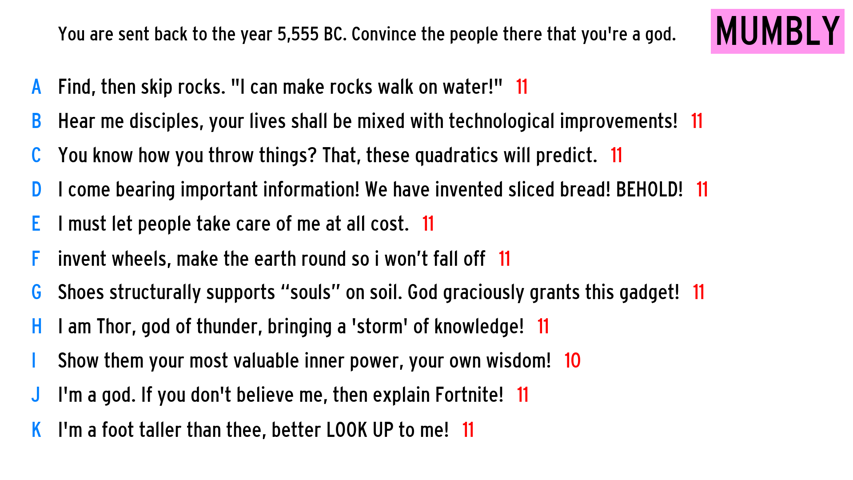 You are sent back to the year 5,555 BC. Convince the people there that you're a god. MUMBLY
A Find, then skip rocks. "I can make rocks walk on water!" 11
B Hear me disciples, your lives shall be mixed with technological improvements! 11
C You know how you throw things? That, these quadratics will predict. 11
D I come bearing important information! We have invented sliced bread! BEHOLD! 11
E I must let people take care of me at all cost. 11
F invent wheels, make the earth round so i won’t fall off 11
G Shoes structurally supports “souls” on soil. God graciously grants this gadget! 11
H I am Thor, god of thunder, bringing a 'storm' of knowledge! 11
I Show them your most valuable inner power, your own wisdom! 10
J I'm a god. If you don't believe me, then explain Fortnite! 11
K I'm a foot taller than thee, better LOOK UP to me! 11